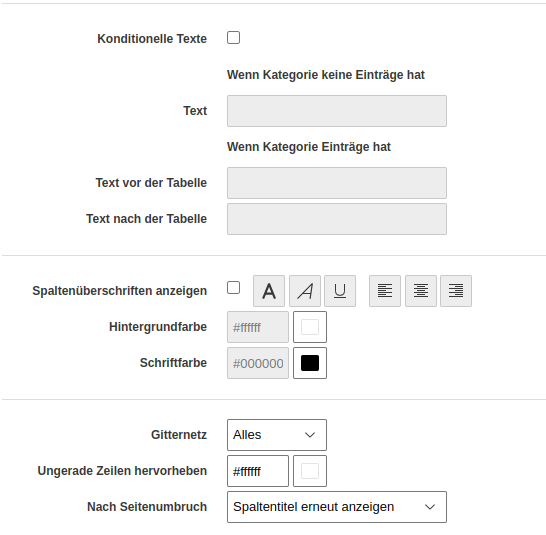 Konditionelle Texte
Wenn Kategorie keine Einträge hat
Text
Wenn Kategorie Einträge hat
Text vor der Tabelle
Text nach der Tabelle
Spaltenüberschriften anzeigen A A U
Hintergrundfarbe #ffffff
Schriftfarbe #000000
Gitternetz Alles
Ungerade Zeilen hervorheben #ffffff
Nach Seitenumbruch Spaltentitel erneut anzeigen